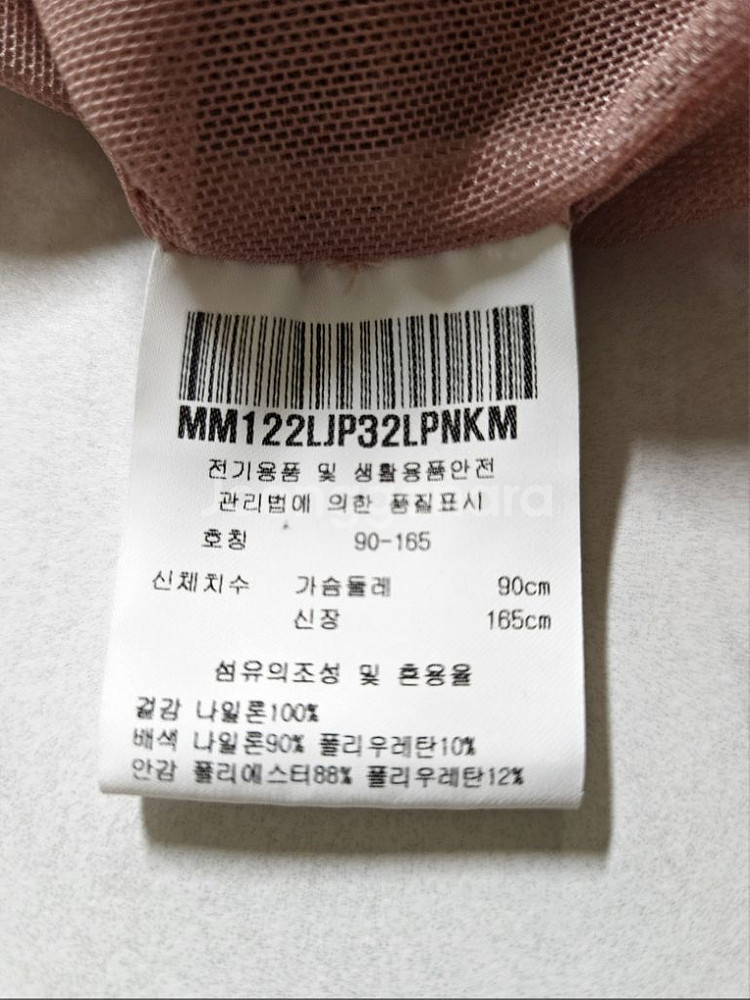 MM122LJP32LPNKM
전기용품 및 생활용품안전
관리법에 의한 품질표시
호칭 90-165
신체치수 가슴둘레 90cm
신장 165cm
섬유의조성 및 혼용율
겉감 나일론100%
배색 나일론90% 폴리우레탄10%
안감 폴리에스터88% 폴리우레탄12%